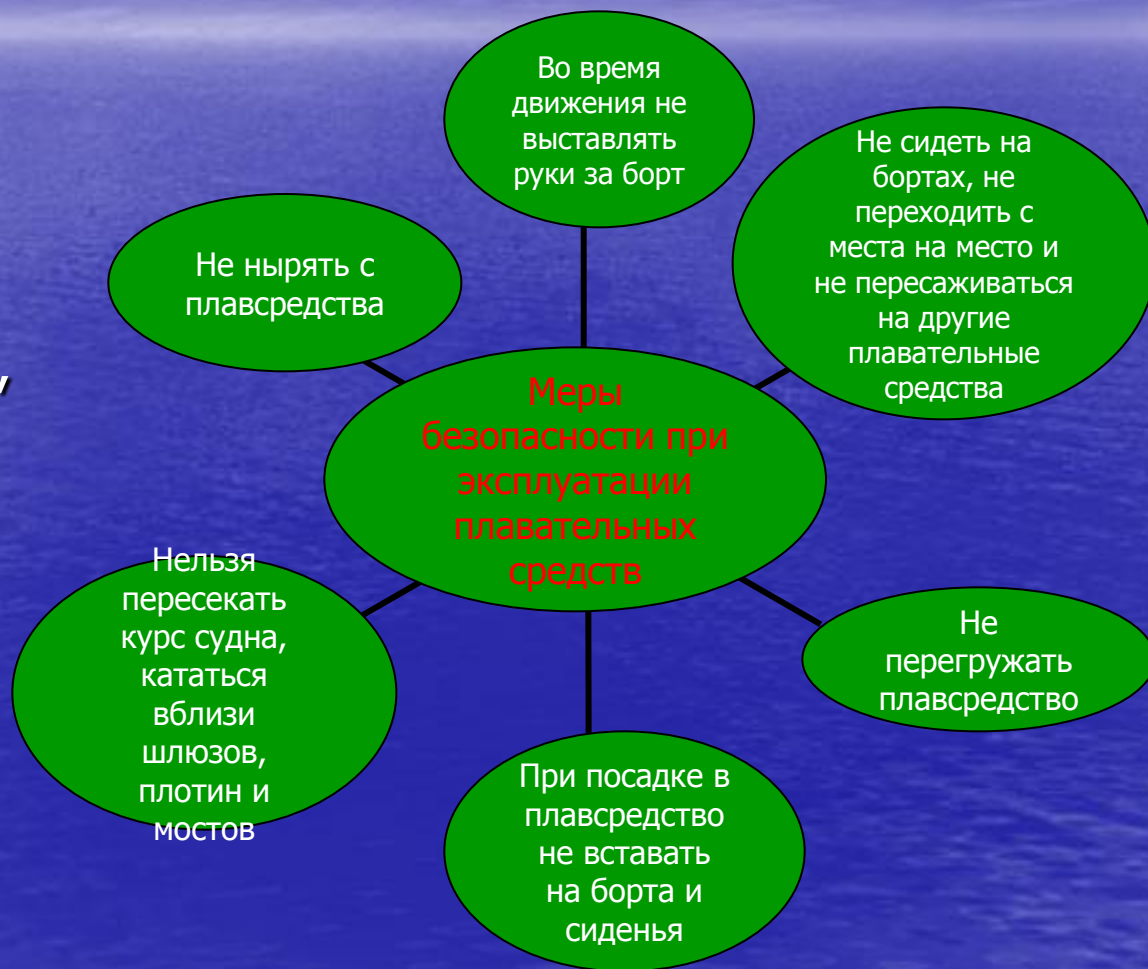 Во время
движения не
выставлять
руки за борт
Не сидеть на
бортах, не
переходить с
места на место и
не пересаживаться
на другие
плавательные
средства
Не нырять с
плавсредства
,
Меры
безопасности при
эксплуатации
плавательных
средств
Нельзя
пересекать
курс судна,
кататься
вблизи
шлюзов,
плотин и
мостов
Не
перегружать
плавсредство
При посадке в
плавсредство
не вставать
на борта и
сиденья